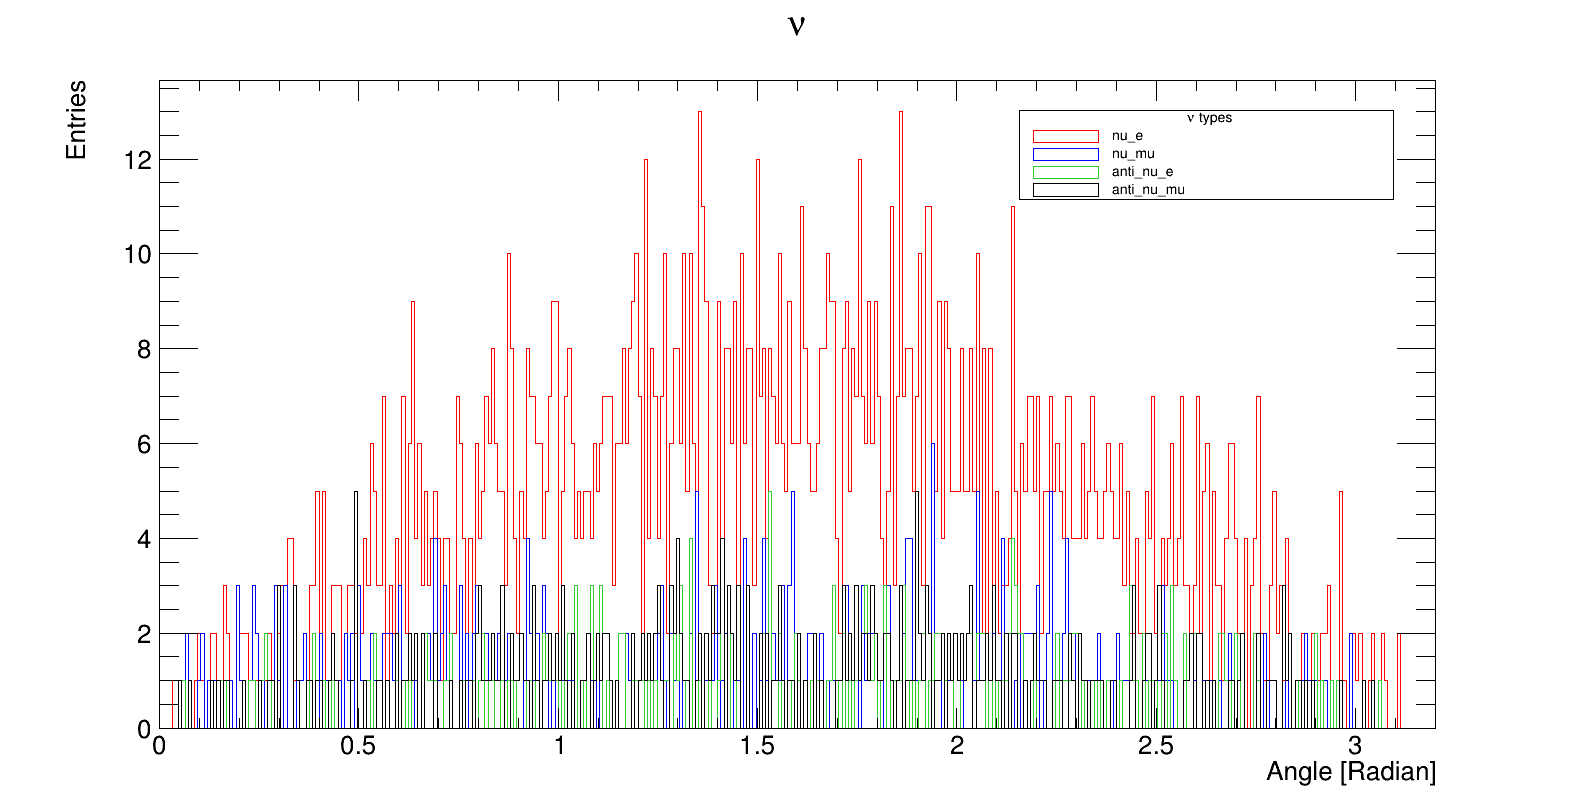 ν
Entries
12
10
8
6
4
2
0
ν types
nu_e
nu_mu
anti_nu_e
anti_nu_mu
0 0.5 1 1.5 2 2.5 3
Angle [Radian]